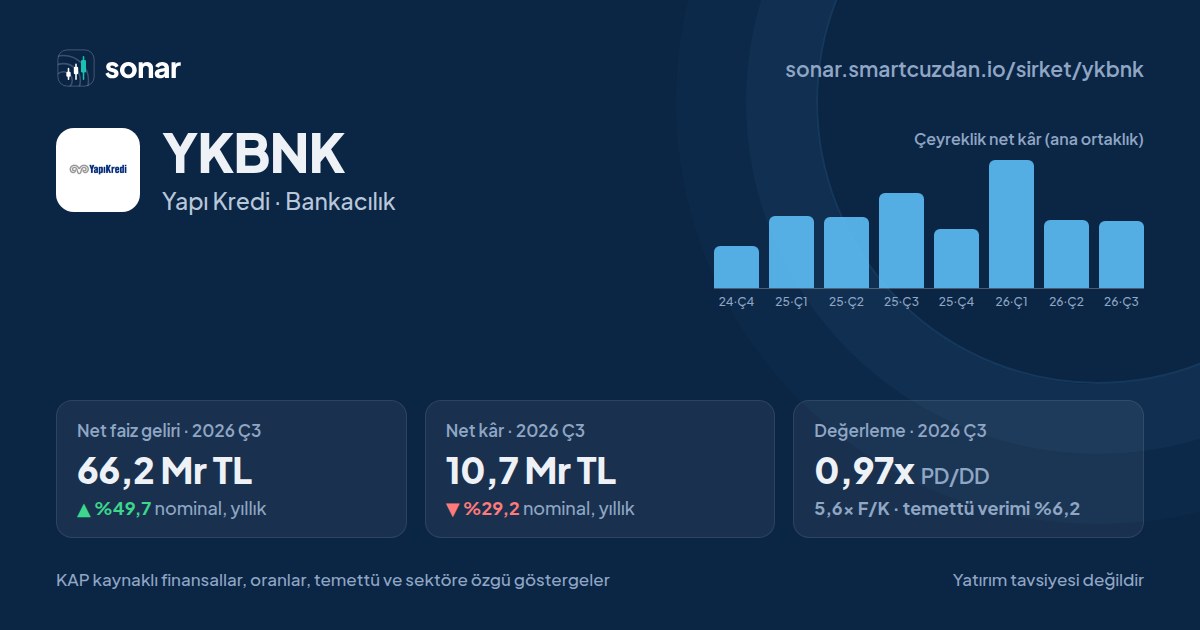 sonar
sonar.smartcuzdan.io/sirket/ykbnk
YapıKredi
YKBNK
Yapı Kredi · Bankacılık
Çeyreklik net kâr (ana ortaklık)
24·Ç4 25·Ç1 25·Ç2 25·Ç3 25·Ç4 26·Ç1 26·Ç2 26·Ç3
Net faiz geliri · 2026 Ç3
66,2 Mr TL
▲ %49,7 nominal, yıllık
Net kâr · 2026 Ç3
10,7 Mr TL
▼ %29,2 nominal, yıllık
Değerleme · 2026 Ç3
0,97x PD/DD
5,6× F/K · temettü verimi %6,2
KAP kaynaklı finansallar, oranlar, temettü ve sektöre özgü göstergeler
Yatırım tavsiyesi değildir